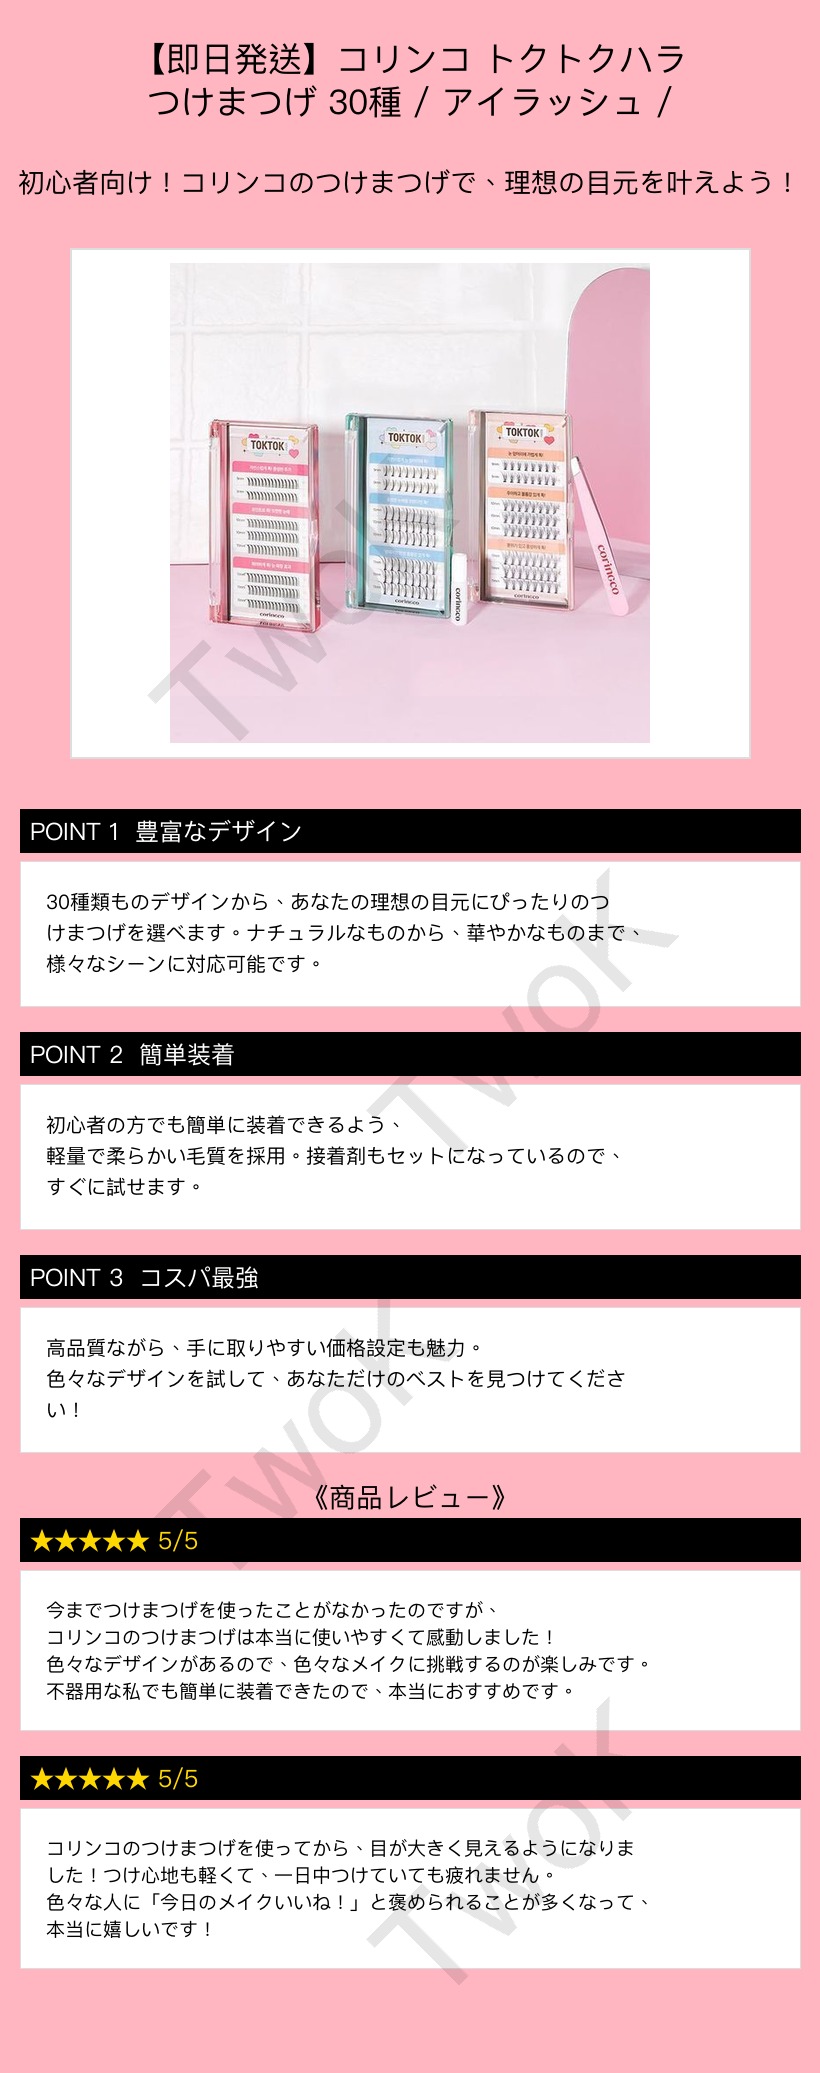 【即日発送】コリンコ トクトクハラ
つけまつげ 30種 / アイラッシュ /
初心者向け！コリンコのつけまつげで、理想の目元を叶えよう！
TOKTOK
TOKTOK
TOKTOK
coringco
coringco
coringco
coringco
coringco
TwoK
POINT 1 豊富なデザイン
30種類ものデザインから、あなたの理想の目元にぴったりのつ
けまつげを選べます。ナチュラルなものから、華やかなものまで、
様々なシーンに対応可能です。
TwoK
POINT 2 簡単装着
初心者の方でも簡単に装着できるよう、
軽量で柔らかい毛質を採用。接着剤もセットになっているので、
すぐに試せます。
POINT 3 コスパ最強
高品質ながら、手に取りやすい価格設定も魅力。
色々なデザインを試して、あなただけのベストを見つけてくださ
い！
TwoK
《商品レビュー》
★★★★★ 5/5
今までつけまつげを使ったことがなかったのですが、
コリンコのつけまつげは本当に使いやすくて感動しました！
色々なデザインがあるので、色々なメイクに挑戦するのが楽しみです。
不器用な私でも簡単に装着できたので、本当におすすめです。
★★★★★ 5/5
コリンコのつけまつげを使ってから、目が大きく見えるようになりま
した！つけ心地も軽くて、一日中つけていても疲れません。
色々な人に「今日のメイクいいね！」と褒められることが多くなって、
本当に嬉しいです！
TwoK